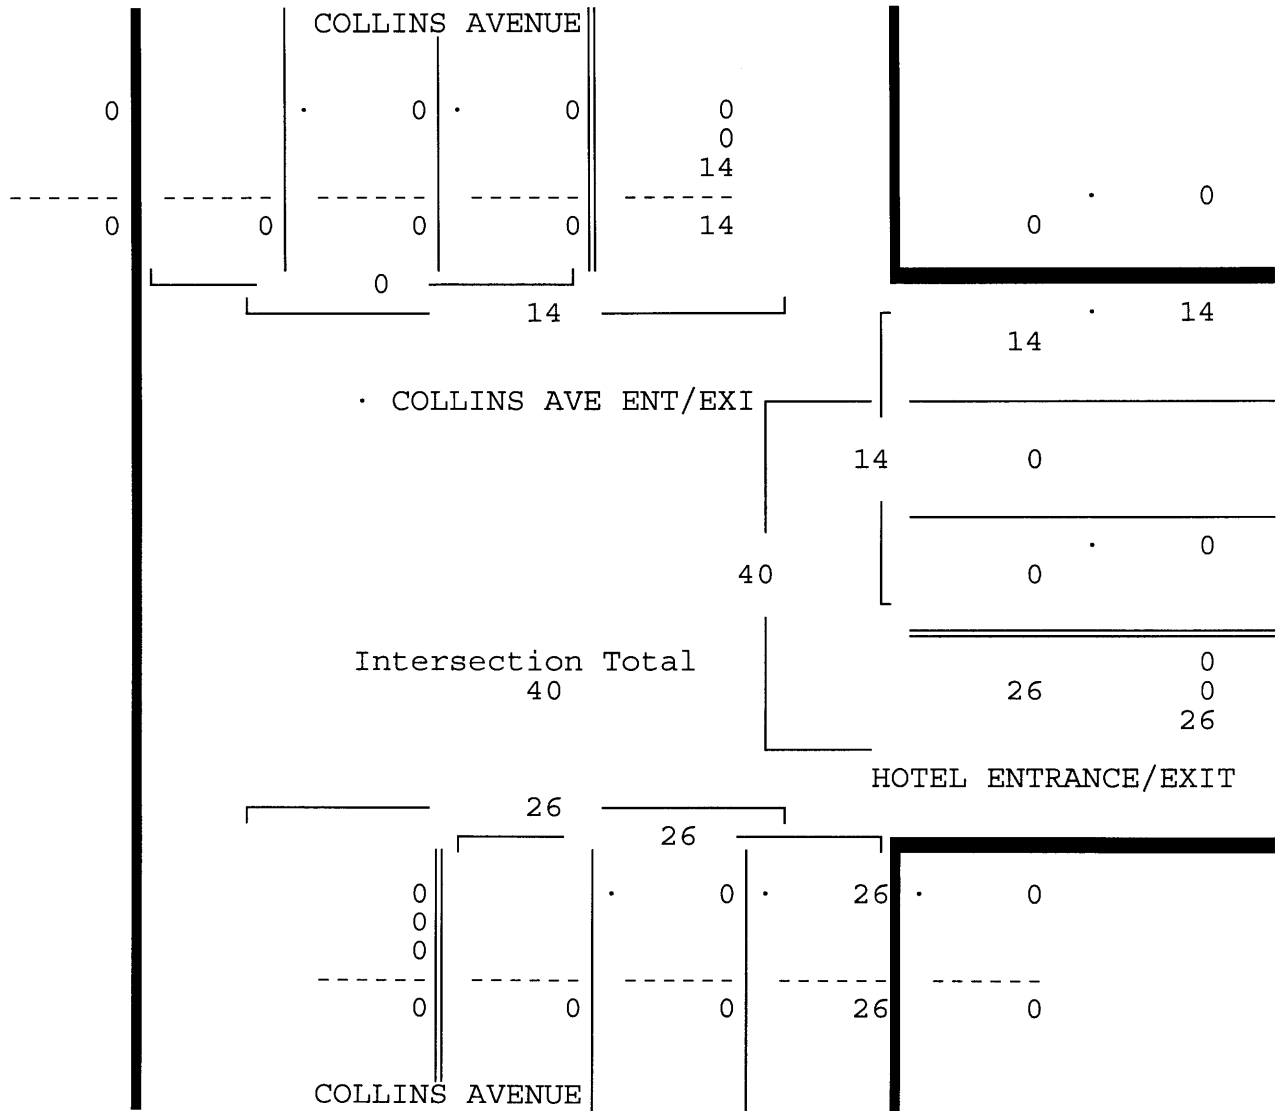 COLLINS AVENUE
0 · 0 · 0 0
0
14
------ ------ ------ ------ ------ · 0
0 0 0 0 14 0
0
14 · 14
14
· COLLINS AVE ENT/EXI
14 0
· 0
40 0
Intersection Total 0
40 26 0
26
HOTEL ENTRANCE/EXIT
26
26
0 · 0 · 26 · 0
0
0
------ ------ ------ ------ ------
0 0 0 26 0
COLLINS AVENUE